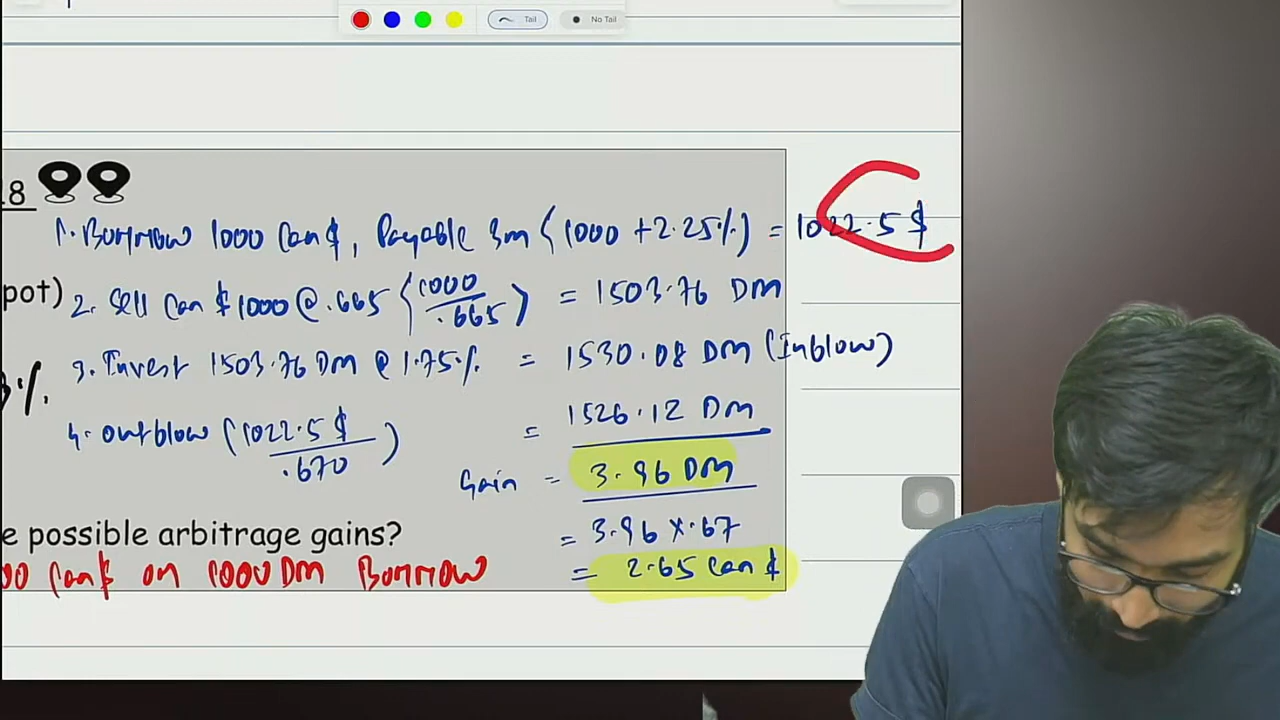 Tail
No Tail
18
1. Borrow 1000 Can $, Payable 3m (1000 + 2.25%) = 1022.5 $
pot)
2. Sell Can $ 1000 @ .665 (1000 / .665) = 1503.76 DM
3. Invest 1503.76 DM @ 1.75% = 1530.08 DM (Inflow)
3%.
4. Outflow (1022.5 $ / .670) = 1526.12 DM
Gain = 3.96 DM
e possible arbitrage gains?
= 3.96 x .67
00 Can$ on 1000 DM Borrow
= 2.65 Can $